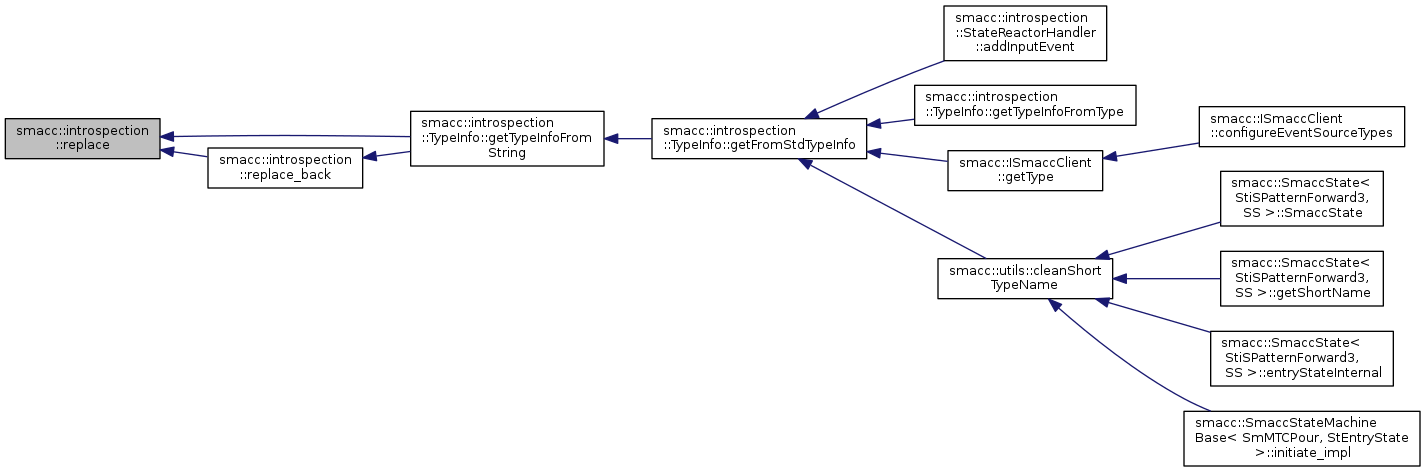 smacc::introspection
::replace
smacc::introspection
::replace_back
smacc::introspection
::TypeInfo::getTypeInfoFrom
String
smacc::introspection
::TypeInfo::getFromStdTypeInfo
smacc::introspection
::StateReactorHandler
::addInputEvent
smacc::introspection
::TypeInfo::getTypeInfoFromType
smacc::ISmaccClient
::getType
smacc::ISmaccClient
::configureEventSourceTypes
smacc::utils::cleanShort
TypeName
smacc::SmaccState<
StiSPatternForward3,
SS >::SmaccState
smacc::SmaccState<
StiSPatternForward3,
SS >::getShortName
smacc::SmaccState<
StiSPatternForward3,
SS >::entryStateInternal
smacc::SmaccStateMachine
Base< SmMTCPour, StEntryState
>::initiate_impl